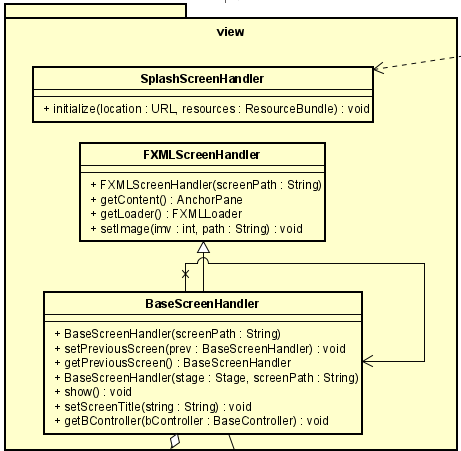 view
SplashScreenHandler
+ initialize(location : URL, resources : ResourceBundle) : void
FXMLScreenHandler
+ FXMLScreenHandler(screenPath : String)
+ getContent() : AnchorPane
+ getLoader() : FXMLLoader
+ setImage(imv : int, path : String) : void
BaseScreenHandler
+ BaseScreenHandler(screenPath : String)
+ setPreviousScreen(prev : BaseScreenHandler) : void
+ getPreviousScreen() : BaseScreenHandler
+ BaseScreenHandler(stage : Stage, screenPath : String)
+ show() : void
+ setScreenTitle(string : String) : void
+ getBController(bController : BaseController) : void